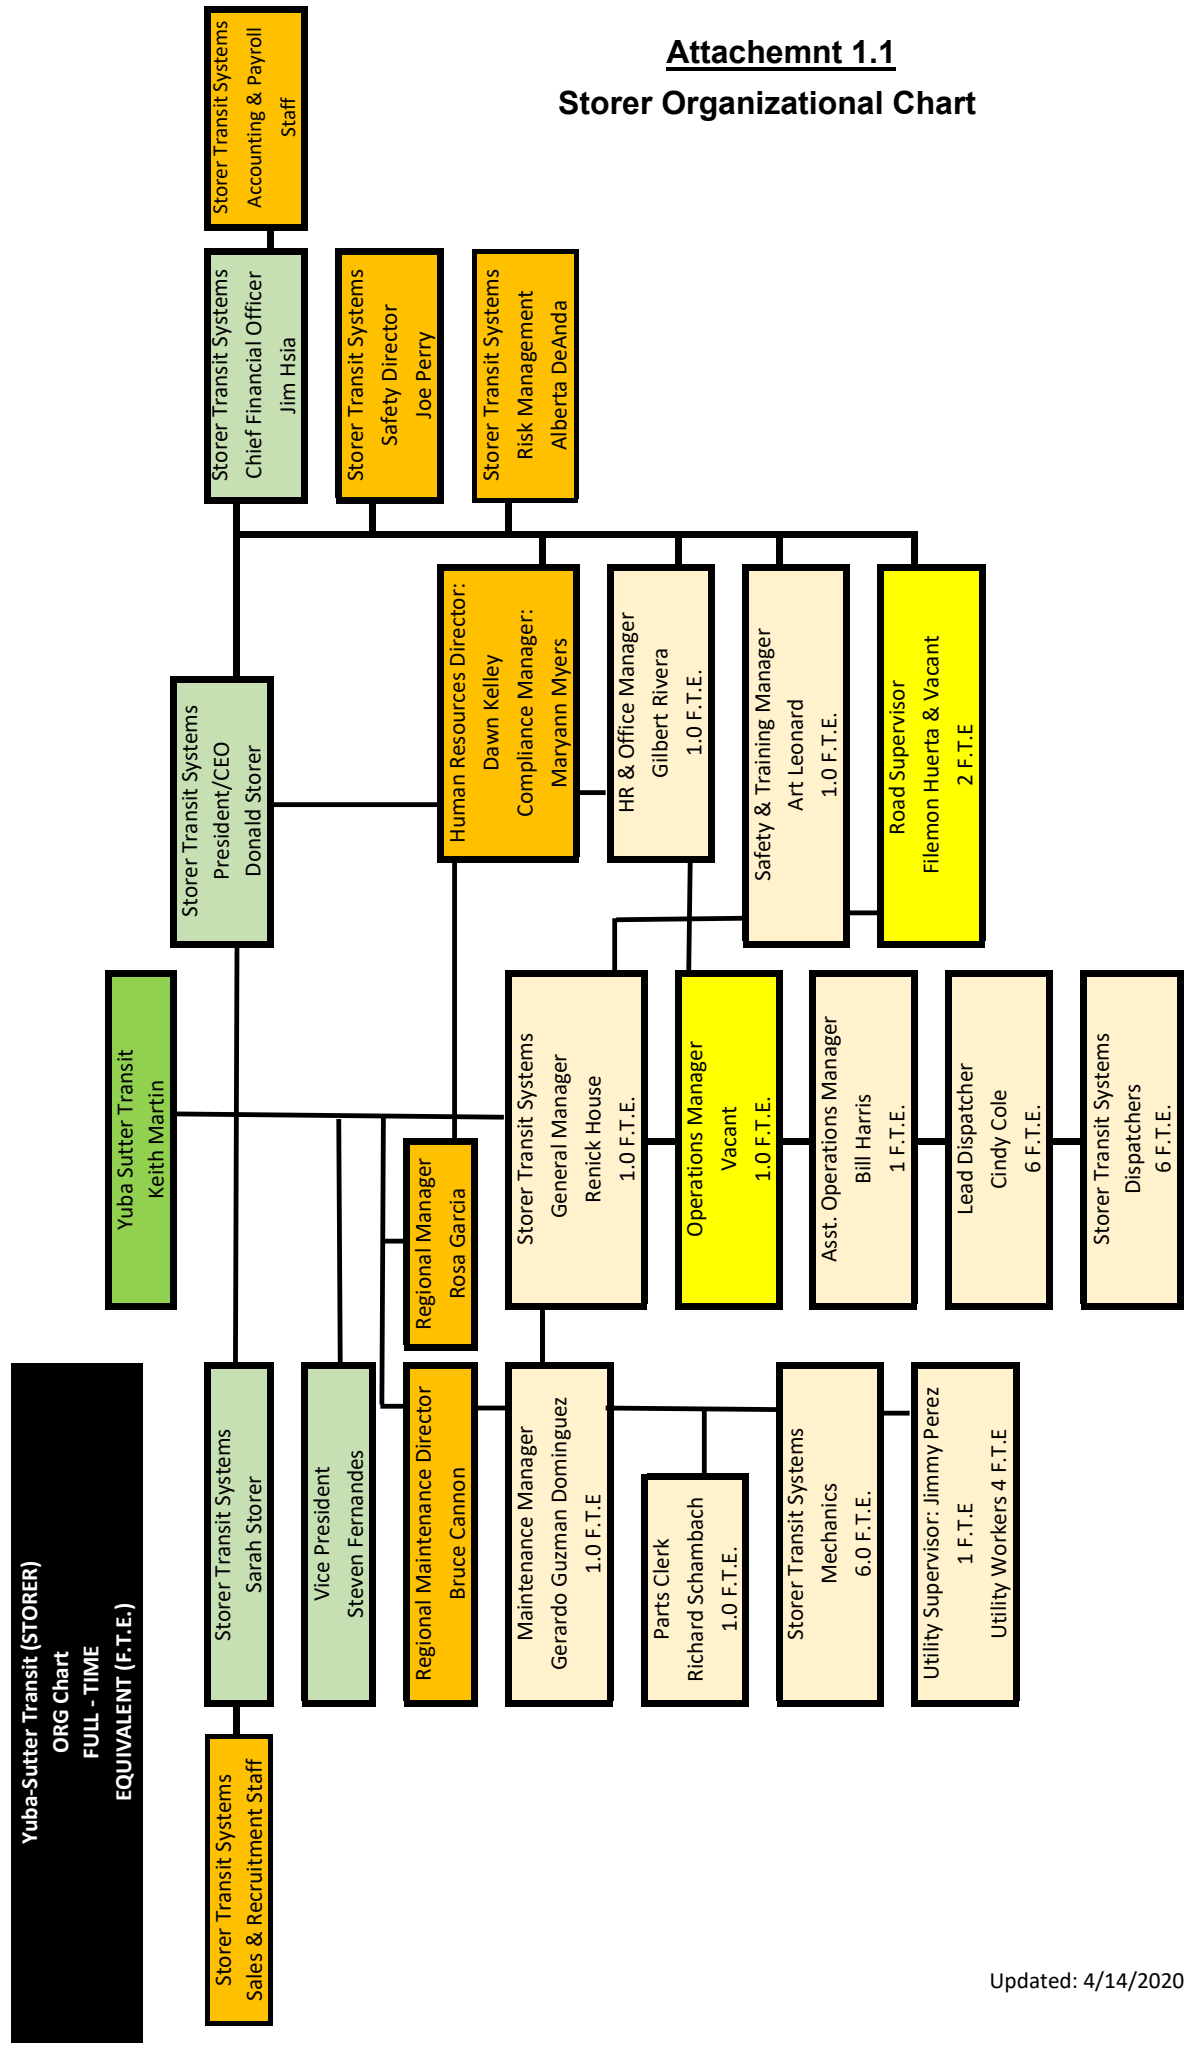 Attachemnt 1.1
Storer Organizational Chart
Yuba-Sutter Transit (STORER)
ORG Chart
FULL - TIME
EQUIVALENT (F.T.E.)
Yuba Sutter Transit
Keith Martin
Storer Transit Systems
President/CEO
Donald Storer
Storer Transit Systems
Sales & Recruitment Staff
Storer Transit Systems
Sarah Storer
Storer Transit Systems
Chief Financial Officer
Jim Hsia
Storer Transit Systems
Accounting & Payroll
Staff
Vice President
Steven Fernandes
Storer Transit Systems
Safety Director
Joe Perry
Regional Maintenance Director
Bruce Cannon
Regional Manager
Rosa Garcia
Human Resources Director:
Dawn Kelley
Compliance Manager:
Maryann Myers
Storer Transit Systems
Risk Management
Alberta DeAnda
Maintenance Manager
Gerardo Guzman Dominguez
1.0 F.T.E
Storer Transit Systems
General Manager
Renick House
1.0 F.T.E.
HR & Office Manager
Gilbert Rivera
1.0 F.T.E.
Parts Clerk
Richard Schambach
1.0 F.T.E.
Operations Manager
Vacant
1.0 F.T.E.
Safety & Training Manager
Art Leonard
1.0 F.T.E.
Storer Transit Systems
Mechanics
6.0 F.T.E.
Asst. Operations Manager
Bill Harris
1 F.T.E.
Road Supervisor
Filemon Huerta & Vacant
2 F.T.E
Utility Supervisor: Jimmy Perez
1 F.T.E
Utility Workers 4 F.T.E
Lead Dispatcher
Cindy Cole
6 F.T.E.
Storer Transit Systems
Dispatchers
6 F.T.E.
Updated: 4/14/2020